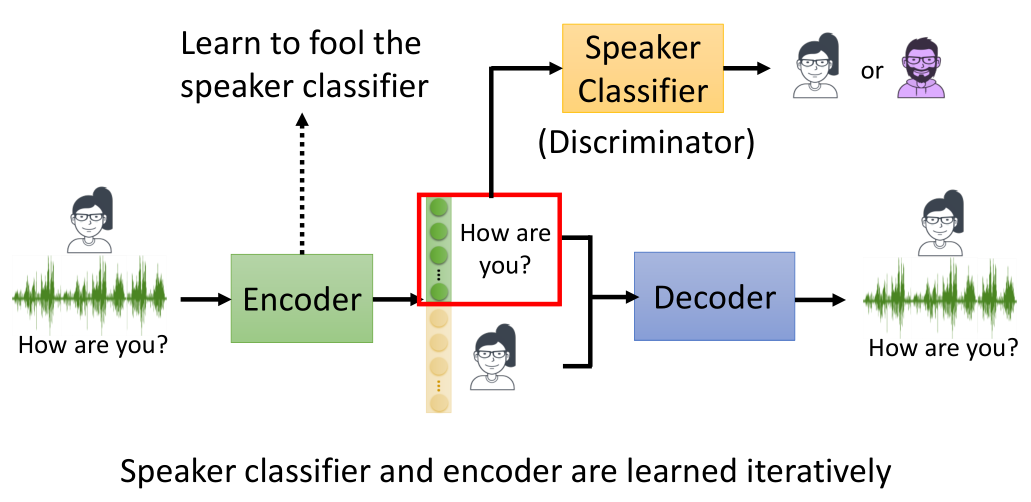 Learn to fool the
speaker classifier
Speaker
Classifier
(Discriminator)
or
How are
you?
Encoder
Decoder
How are you?
How are you?
Speaker classifier and encoder are learned iteratively